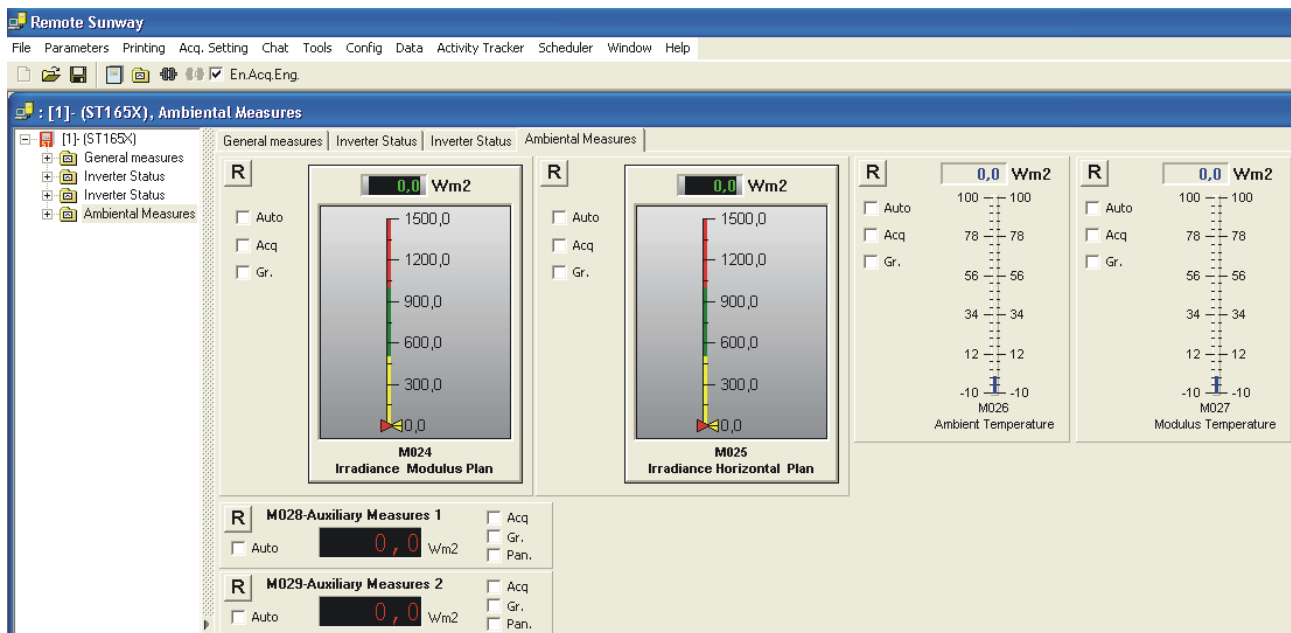 Remote Sunway
File Parameters Printing Acq. Setting Chat Tools Config Data Activity Tracker Scheduler Window Help
En.Acq.Eng.
: [1]- (ST165X), Ambiental Measures
[1]- (ST165X)
General measures
Inverter Status
Inverter Status
Ambiental Measures
General measures Inverter Status Inverter Status Ambiental Measures
R
Auto
Acq
Gr.
0,0 Wm2
1500,0
1200,0
900,0
600,0
300,0
0,0
M024
Irradiance Modulus Plan
R
Auto
Acq
Gr.
0,0 Wm2
1500,0
1200,0
900,0
600,0
300,0
0,0
M025
Irradiance Horizontal Plan
R
Auto
Acq
Gr.
0,0 Wm2
100 100
78 78
56 56
34 34
12 12
-10 -10
M026
Ambient Temperature
R
Auto
Acq
Gr.
0,0 Wm2
100 100
78 78
56 56
34 34
12 12
-10 -10
M027
Modulus Temperature
R M028-Auxiliary Measures 1
Auto 0,0 Wm2
Acq
Gr.
Pan.
R M029-Auxiliary Measures 2
Auto 0,0 Wm2
Acq
Gr.
Pan.